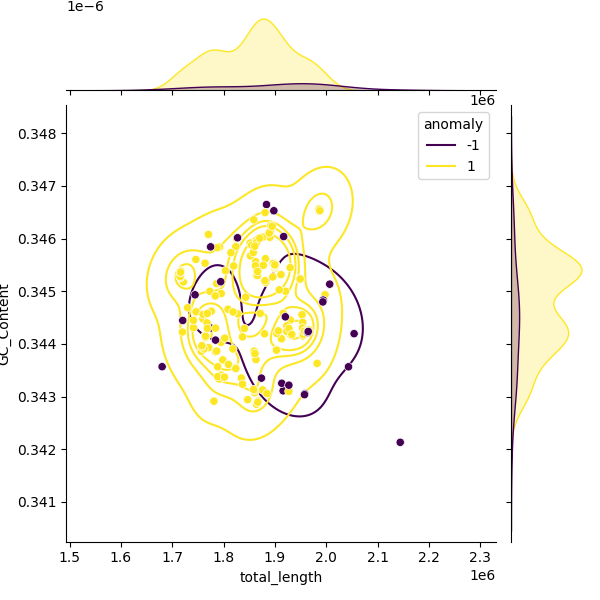 1e−6
1e6
anomaly
-1
1
0.348
0.347
0.346
0.345
0.344
0.343
0.342
0.341
GC_Content
1.5 1.6 1.7 1.8 1.9 2.0 2.1 2.2 2.3
total_length
1e6